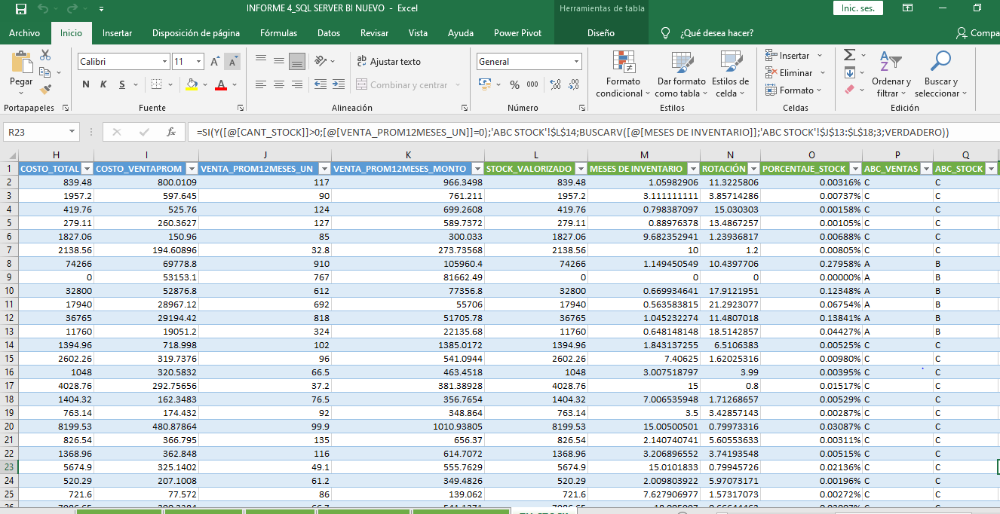 INFORME 4_SQL SERVER BI NUEVO - Excel
Herramientas de tabla
Inic. ses.
Archivo Inicio Insertar Disposición de página Fórmulas Datos Revisar Vista Ayuda Power Pivot Diseño ¿Qué desea hacer? Compa
Calibri 11 Ajustar texto General Insertar
Pegar Formato condicional Dar formato como tabla Estilos de celda Eliminar Ordenar y filtrar Buscar y seleccionar
N K S Combinar y centrar % 000 Formato
Portapapeles Fuente Alineación Número Estilos Celdas Edición
R23 fx =SI(Y([@[CANT_STOCK]]>0;[@[VENTA_PROM12MESES_UN]]=0);'ABC STOCK'!$L$14;BUSCARV([@[MESES DE INVENTARIO]];'ABC STOCK'!$J$13:$L$18;3;VERDADERO))
H I J K L M N O P Q
1 COSTO_TOTAL COSTO_VENTAPROM VENTA_PROM12MESES_UN VENTA_PROM12MESES_MONTO STOCK_VALORIZADO MESES DE INVENTARIO ROTACIÓN PORCENTAJE_STOCK ABC_VENTAS ABC_STOCK
2 839.48 800.0109 117 966.3498 839.48 1.05982906 11.3225806 0.00316% C C
3 1957.2 597.645 90 761.211 1957.2 3.111111111 3.85714286 0.00737% C C
4 419.76 525.76 124 699.2608 419.76 0.798387097 15.030303 0.00158% C C
5 279.11 260.3627 127 589.7372 279.11 0.88976378 13.4867257 0.00105% C C
6 1827.06 150.96 85 300.033 1827.06 9.682352941 1.23936817 0.00688% C C
7 2138.56 194.60896 32.8 273.73568 2138.56 10 1.2 0.00805% C C
8 74266 69778.8 910 105960.4 74266 1.149450549 10.4397706 0.27958% A B
9 0 53153.1 767 81662.49 0 0 0 0.00000% A B
10 32800 52876.8 612 77356.8 32800 0.669934641 17.9121951 0.12348% A B
11 17940 28967.12 692 55706 17940 0.563583815 21.2923077 0.06754% A B
12 36765 29194.42 818 51705.78 36765 1.045232274 11.4807018 0.13841% A B
13 11760 19051.2 324 22135.68 11760 0.648148148 18.5142857 0.04427% A B
14 1394.96 718.998 102 1385.0172 1394.96 1.843137255 6.5106383 0.00525% C C
15 2602.26 319.7376 96 541.0944 2602.26 7.40625 1.62025316 0.00980% C C
16 1048 320.5832 66.5 463.4518 1048 3.007518797 3.99 0.00395% C C
17 4028.76 292.75656 37.2 381.38928 4028.76 15 0.8 0.01517% C C
18 1404.32 162.3483 76.5 356.7654 1404.32 7.006535948 1.71268657 0.00529% C C
19 763.14 174.432 92 348.864 763.14 3.5 3.42857143 0.00287% C C
20 8199.53 480.87864 99.9 1010.93805 8199.53 15.00500501 0.79973316 0.03087% C C
21 826.54 366.795 135 656.37 826.54 2.140740741 5.60553633 0.00311% C C
22 1368.96 362.848 116 614.7072 1368.96 3.206896552 3.74193548 0.00515% C C
23 5674.9 325.1402 49.1 555.7629 5674.9 15.0101833 0.79945726 0.02136% C C
24 520.29 207.1008 61.2 349.4826 520.29 2.009803922 5.97073171 0.00196% C C
25 721.6 77.572 86 139.062 721.6 7.627906977 1.57317073 0.00272% C C